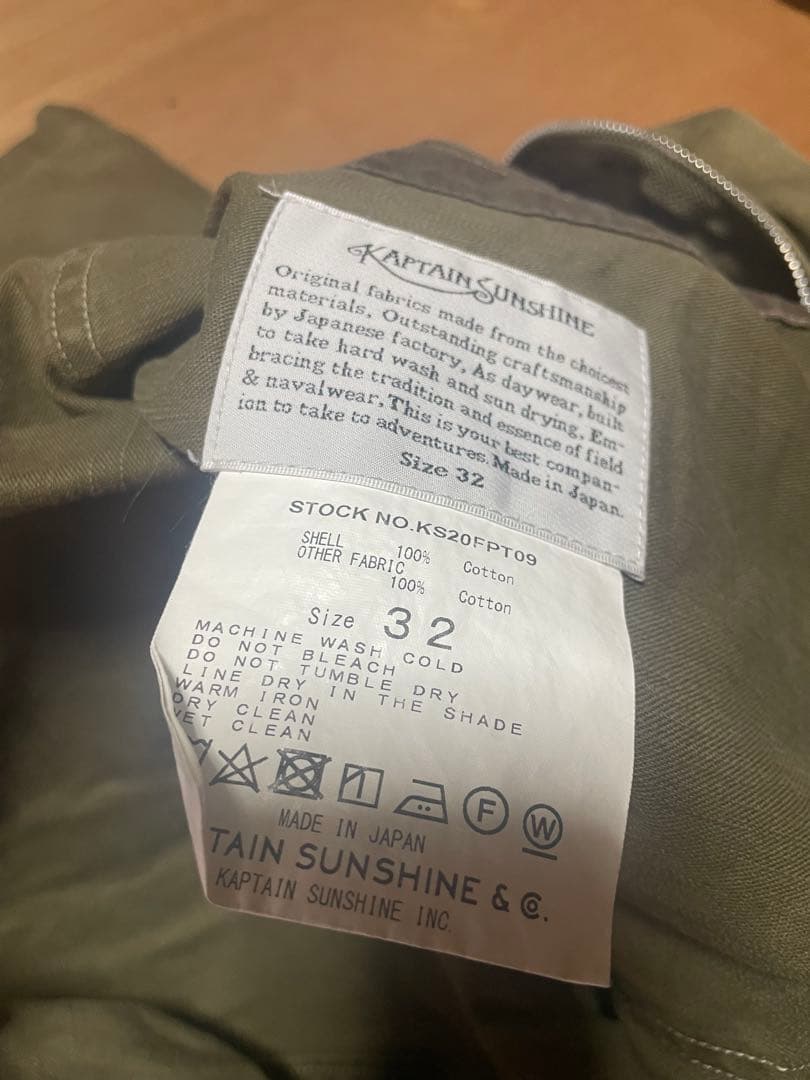 KAPTAIN SUNSHINE
Original fabrics made from the choicest
materials. Outstanding craftsmanship
by Japanese factory. As daywear, built
to take hard wash and sun drying. Em-
bracing the tradition and essence of field
& navalwear. This is your best compan-
ion to take to adventures. Made in Japan.
Size 32
STOCK NO.KS20FPT09
SHELL 100% Cotton
OTHER FABRIC 100% Cotton
Size 32
MACHINE WASH COLD
DO NOT BLEACH
DO NOT TUMBLE DRY
LINE DRY IN THE SHADE
WARM IRON
DRY CLEAN
WET CLEAN
F W
MADE IN JAPAN
TAIN SUNSHINE & Co.
KAPTAIN SUNSHINE INC.